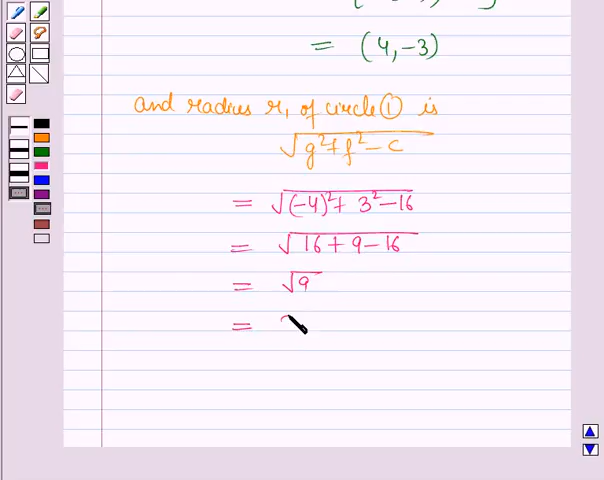 = (4, -3)
and radius r₁ of circle ① is
√g²+f²-c
= √(-4)²+ 3²-16
= √16+9-16
= √9
=